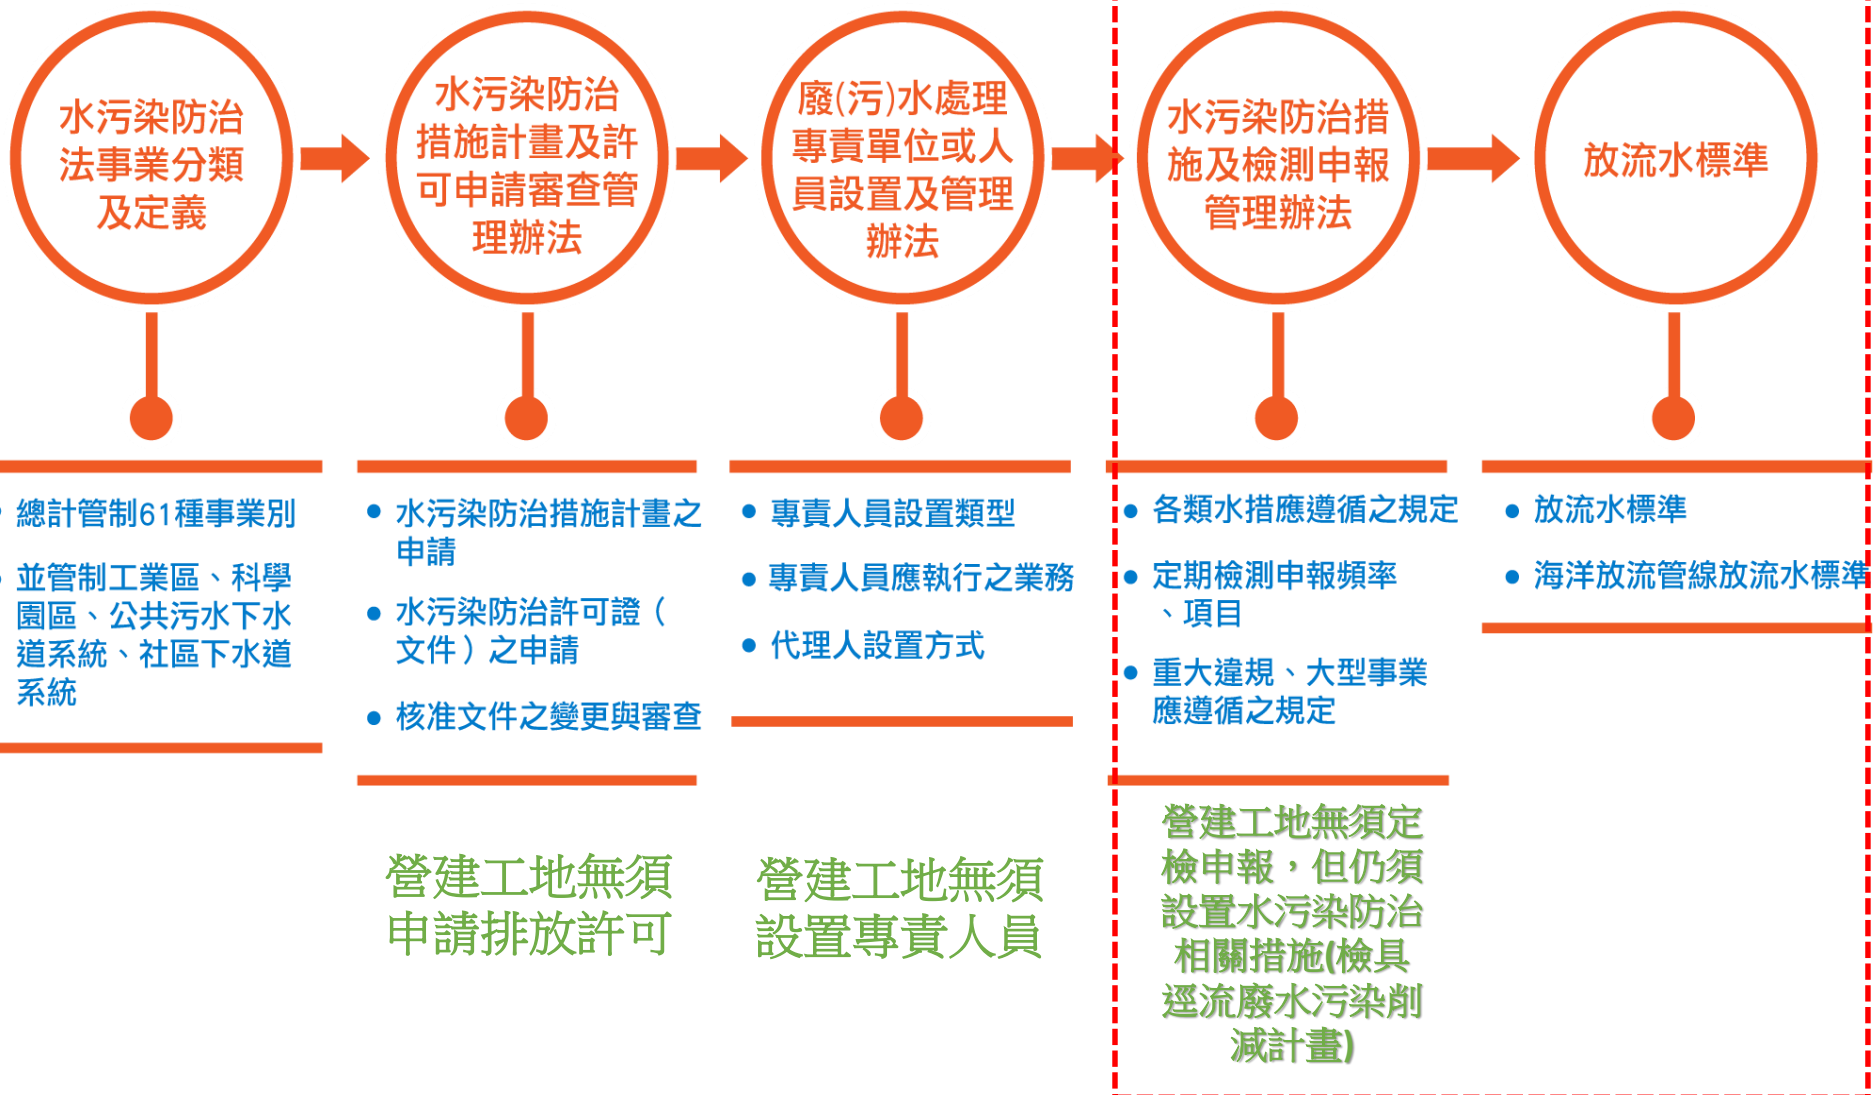 水污染防治
法事業分類
及定義
水污染防治
措施計畫及許
可申請審查管
理辦法
廢(污)水處理
專責單位或人
員設置及管理
辦法
水污染防治措
施及檢測申報
管理辦法
放流水標準
總計管制61種事業別
並管制工業區、科學
園區、公共污水下水
道系統、社區下水道
系統
水污染防治措施計畫之
申請
水污染防治許可證（
文件）之申請
核准文件之變更與審查
專責人員設置類型
專責人員應執行之業務
代理人設置方式
各類水措應遵循之規定
定期檢測申報頻率
、項目
重大違規、大型事業
應遵循之規定
放流水標準
海洋放流管線放流水標準
營建工地無須
申請排放許可
營建工地無須
設置專責人員
營建工地無須定
檢申報，但仍須
設置水污染防治
相關措施(檢具
逕流廢水污染削
減計畫)